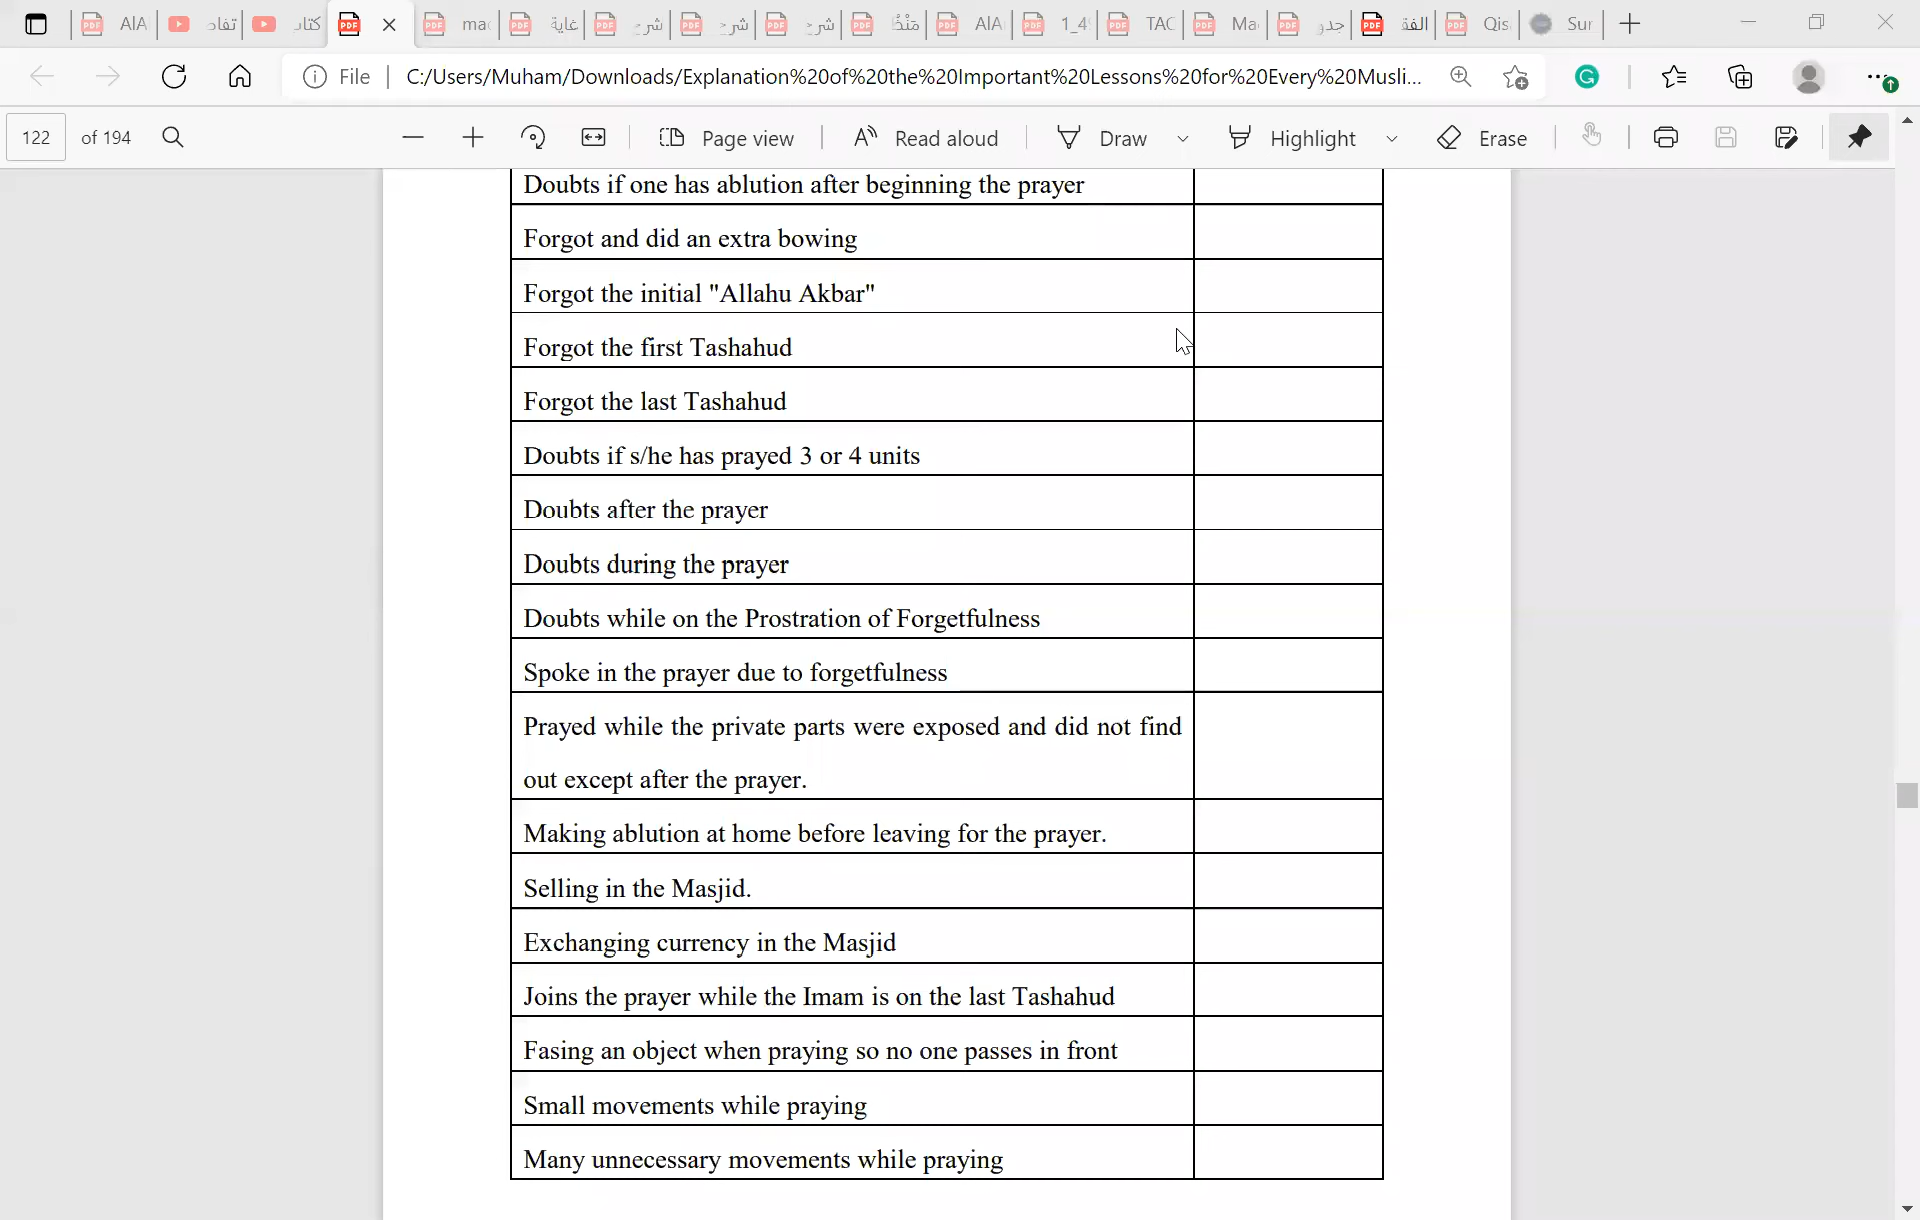 AlA
تفاد
كتاب
mac
غاية
شرح
شرح
شرح
AlA
1_4
TAC
Ma
جدو
الفة
Qis
Sur
File
C:/Users/Muham/Downloads/Explanation%20of%20the%20Important%20Lessons%20for%20Every%20Musli...
122 of 194
Page view
Read aloud
Draw
Highlight
Erase
Doubts if one has ablution after beginning the prayer
Forgot and did an extra bowing
Forgot the initial "Allahu Akbar"
Forgot the first Tashahud
Forgot the last Tashahud
Doubts if s/he has prayed 3 or 4 units
Doubts after the prayer
Doubts during the prayer
Doubts while on the Prostration of Forgetfulness
Spoke in the prayer due to forgetfulness
Prayed while the private parts were exposed and did not find
out except after the prayer.
Making ablution at home before leaving for the prayer.
Selling in the Masjid.
Exchanging currency in the Masjid
Joins the prayer while the Imam is on the last Tashahud
Fasing an object when praying so no one passes in front
Small movements while praying
Many unnecessary movements while praying